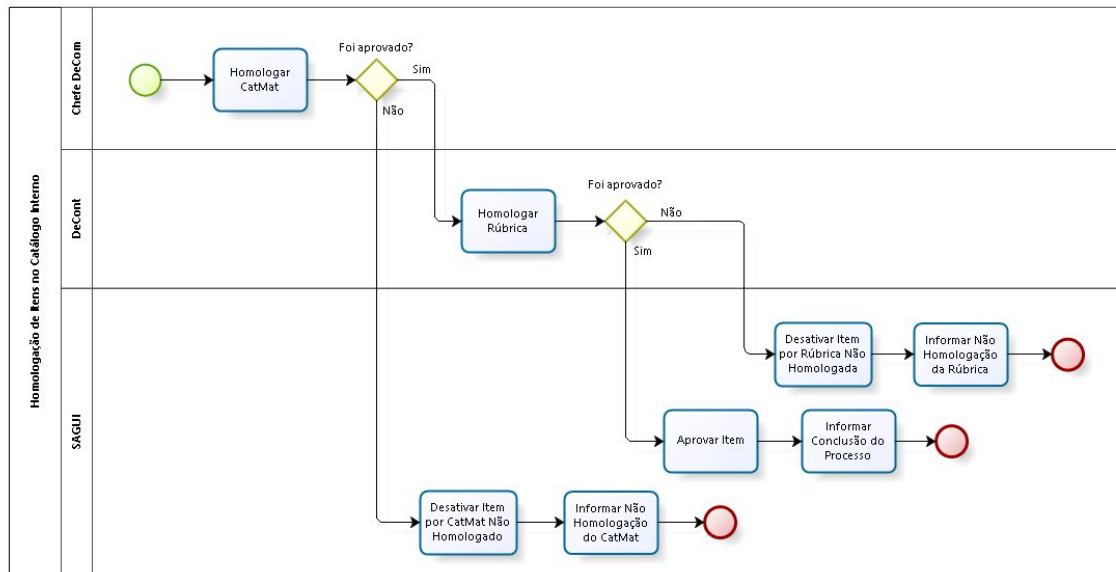 Homologação de Itens no Catálogo Interno
Chefe DeCom
Homologar
CatMat
Foi aprovado?
Sim
Não
DeCont
Homologar
Rúbrica
Foi aprovado?
Não
Sim
SAGUI
Desativar Item
por Rúbrica Não
Homologada
Informar Não
Homologação
da Rúbrica
Aprovar Item
Informar
Conclusão do
Processo
Desativar Item
por CatMat Não
Homologado
Informar Não
Homologação
do CatMat